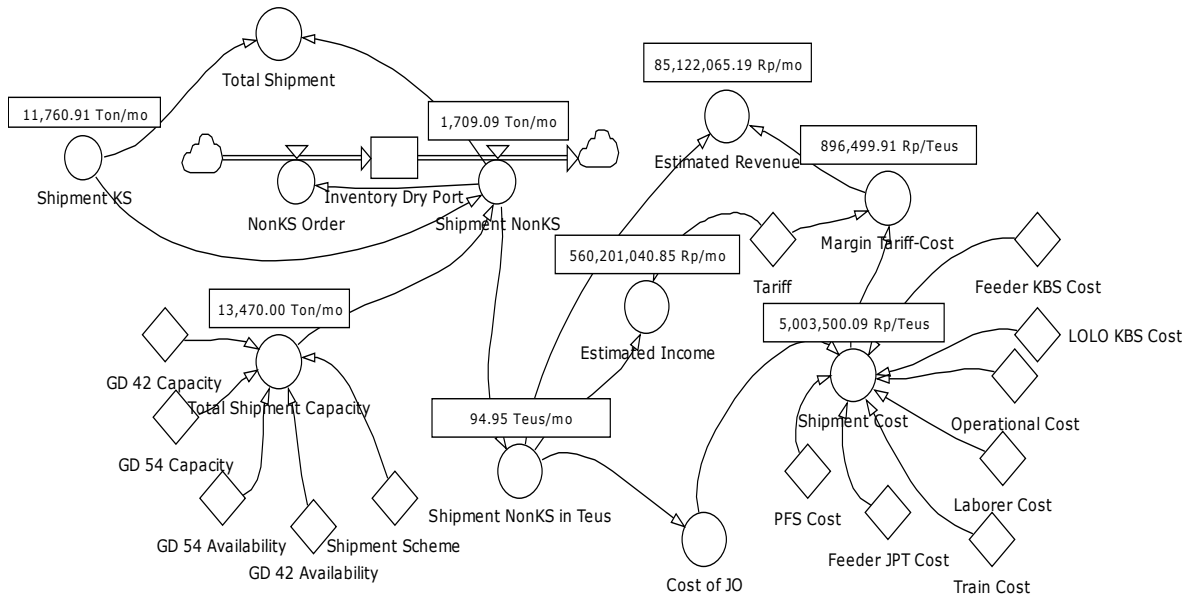 Total Shipment
85,122,065.19 Rp/mo
11,760.91 Ton/mo
1,709.09 Ton/mo
Estimated Revenue
896,499.91 Rp/Teus
Shipment KS
NonKS Order
Inventory Dry Port
Shipment NonKS
560,201,040.85 Rp/mo
Tariff
Margin Tariff-Cost
Feeder KBS Cost
13,470.00 Ton/mo
5,003,500.09 Rp/Teus
LOLO KBS Cost
Estimated Income
GD 42 Capacity
Total Shipment Capacity
94.95 Teus/mo
Shipment Cost
Operational Cost
GD 54 Capacity
Shipment NonKS in Teus
PFS Cost
Laborer Cost
GD 54 Availability
Shipment Scheme
Feeder JPT Cost
GD 42 Availability
Cost of JO
Train Cost